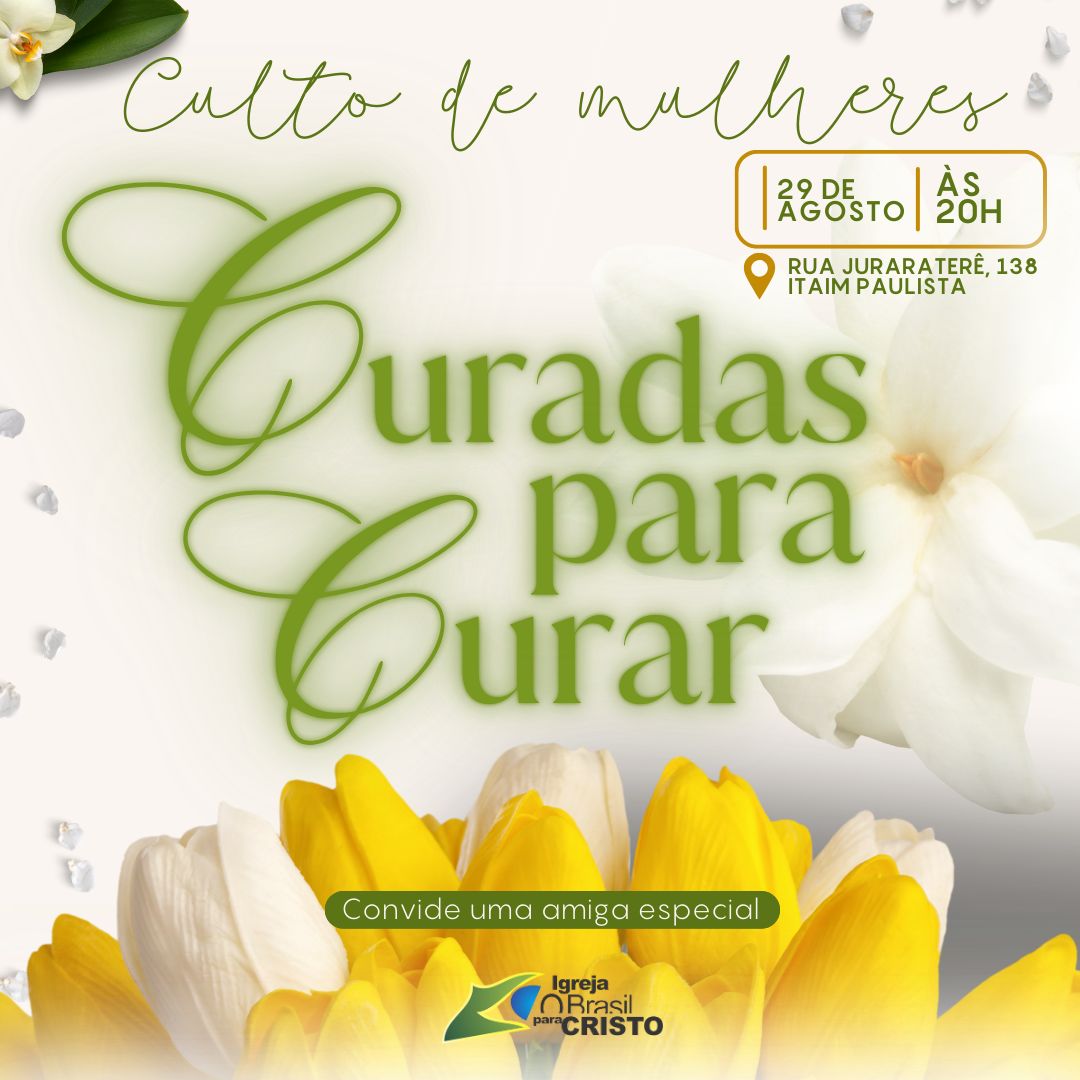 Culto de mulheres
29 DE
AGOSTO
ÀS
20H
RUA JURARATERÊ, 138
ITAIM PAULISTA
Curadas
para
Curar
Convide uma amiga especial
Igreja
O Brasil
para CRISTO